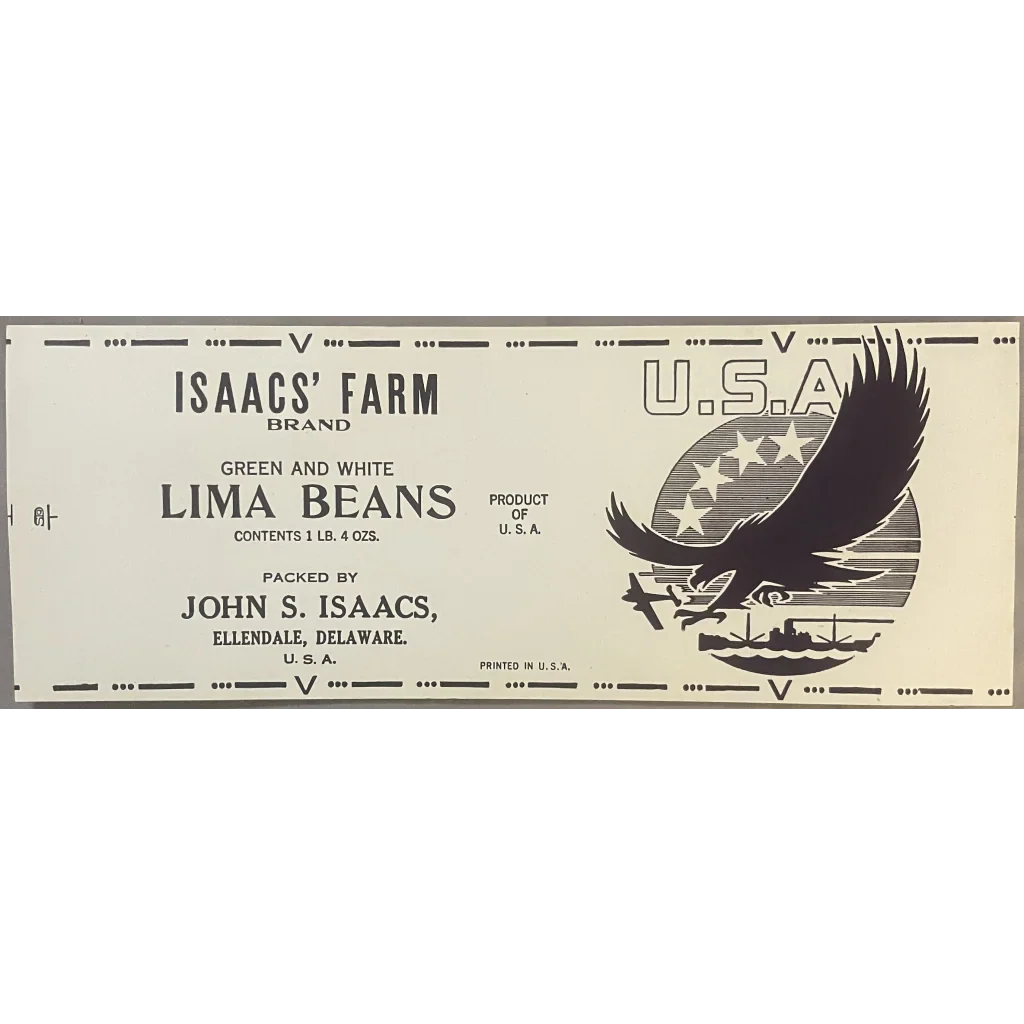 ISAACS' FARM
BRAND
GREEN AND WHITE
LIMA BEANS
CONTENTS 1 LB. 4 OZS.
PACKED BY
JOHN S. ISAACS,
ELLENDALE, DELAWARE.
U. S. A.
PRODUCT
OF
U. S. A.
PRINTED IN U.S.A.
V
V
U.S.A
V
V